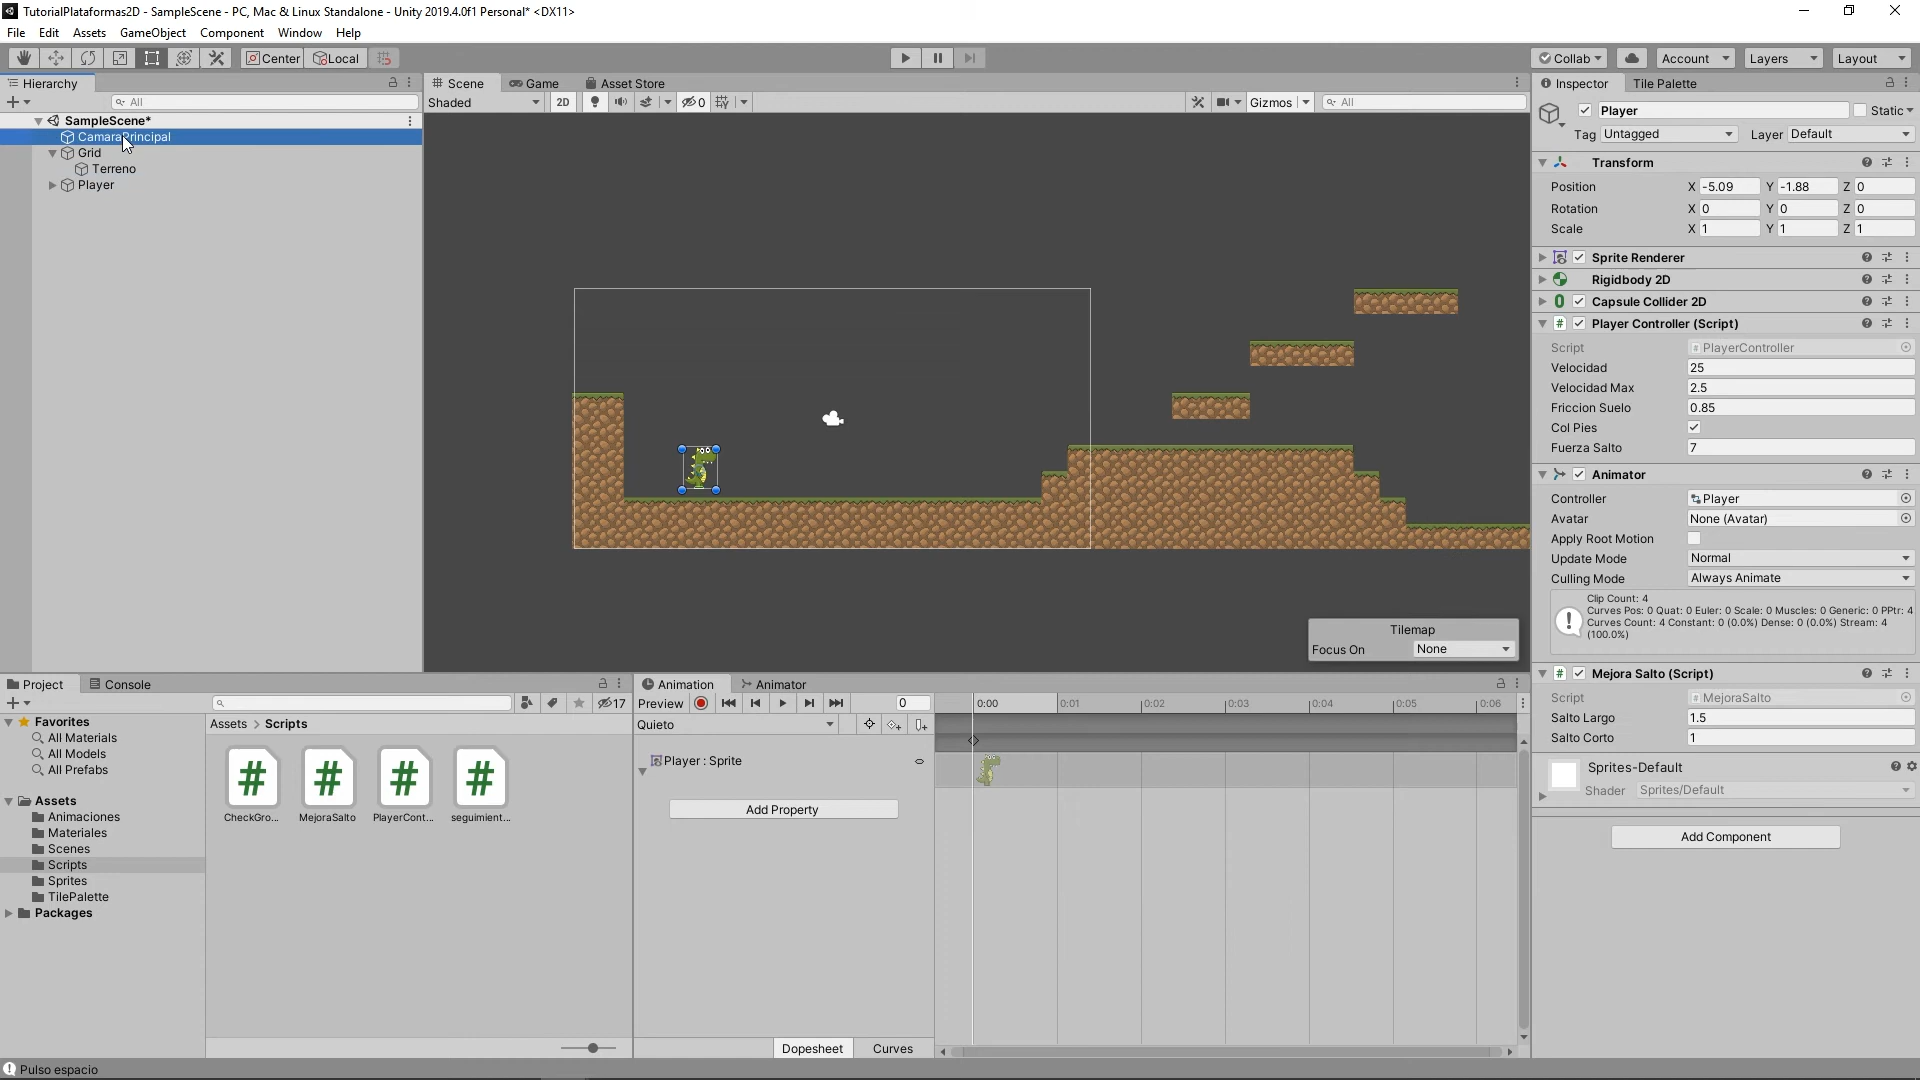 TutorialPlataformas2D - SampleScene - PC, Mac & Linux Standalone - Unity 2019.4.0f1 Personal* <DX11>
File Edit Assets GameObject Component Window Help
Center Local Collab Account Layers Layout
Hierarchy
All
SampleScene*
CamaraPrincipal
Grid
Terreno
Player
Scene Game Asset Store
Shaded 2D 0 Gizmos All
Tilemap
Focus On None
Inspector Tile Palette
Player Static
Tag Untagged Layer Default
Transform
Position X -5.09 Y -1.88 Z 0
Rotation X 0 Y 0 Z 0
Scale X 1 Y 1 Z 1
Sprite Renderer
Rigidbody 2D
Capsule Collider 2D
Player Controller (Script)
Script PlayerController
Velocidad 25
Velocidad Max 2.5
Friccion Suelo 0.85
Col Pies
Fuerza Salto 7
Animator
Controller Player
Avatar None (Avatar)
Apply Root Motion
Update Mode Normal
Culling Mode Always Animate
Clip Count: 4
Curves Pos: 0 Quat: 0 Euler: 0 Scale: 0 Muscles: 0 Generic: 0 PPtr: 4
Curves Count: 4 Constant: 0 (0.0%) Dense: 0 (0.0%) Stream: 4
(100.0%)
Mejora Salto (Script)
Script MejoraSalto
Salto Largo 1.5
Salto Corto 1
Sprites-Default
Shader Sprites/Default
Add Component
Project Console
17
Favorites
All Materials
All Models
All Prefabs
Assets
Animaciones
Materiales
Scenes
Scripts
Sprites
TilePalette
Packages
Assets > Scripts
CheckGro... MejoraSalto PlayerCont... seguimient...
Animation Animator
Preview 0
Quieto
0:00 0:01 0:02 0:03 0:04 0:05 0:06
Player : Sprite
Add Property
Dopesheet Curves
Pulso espacio